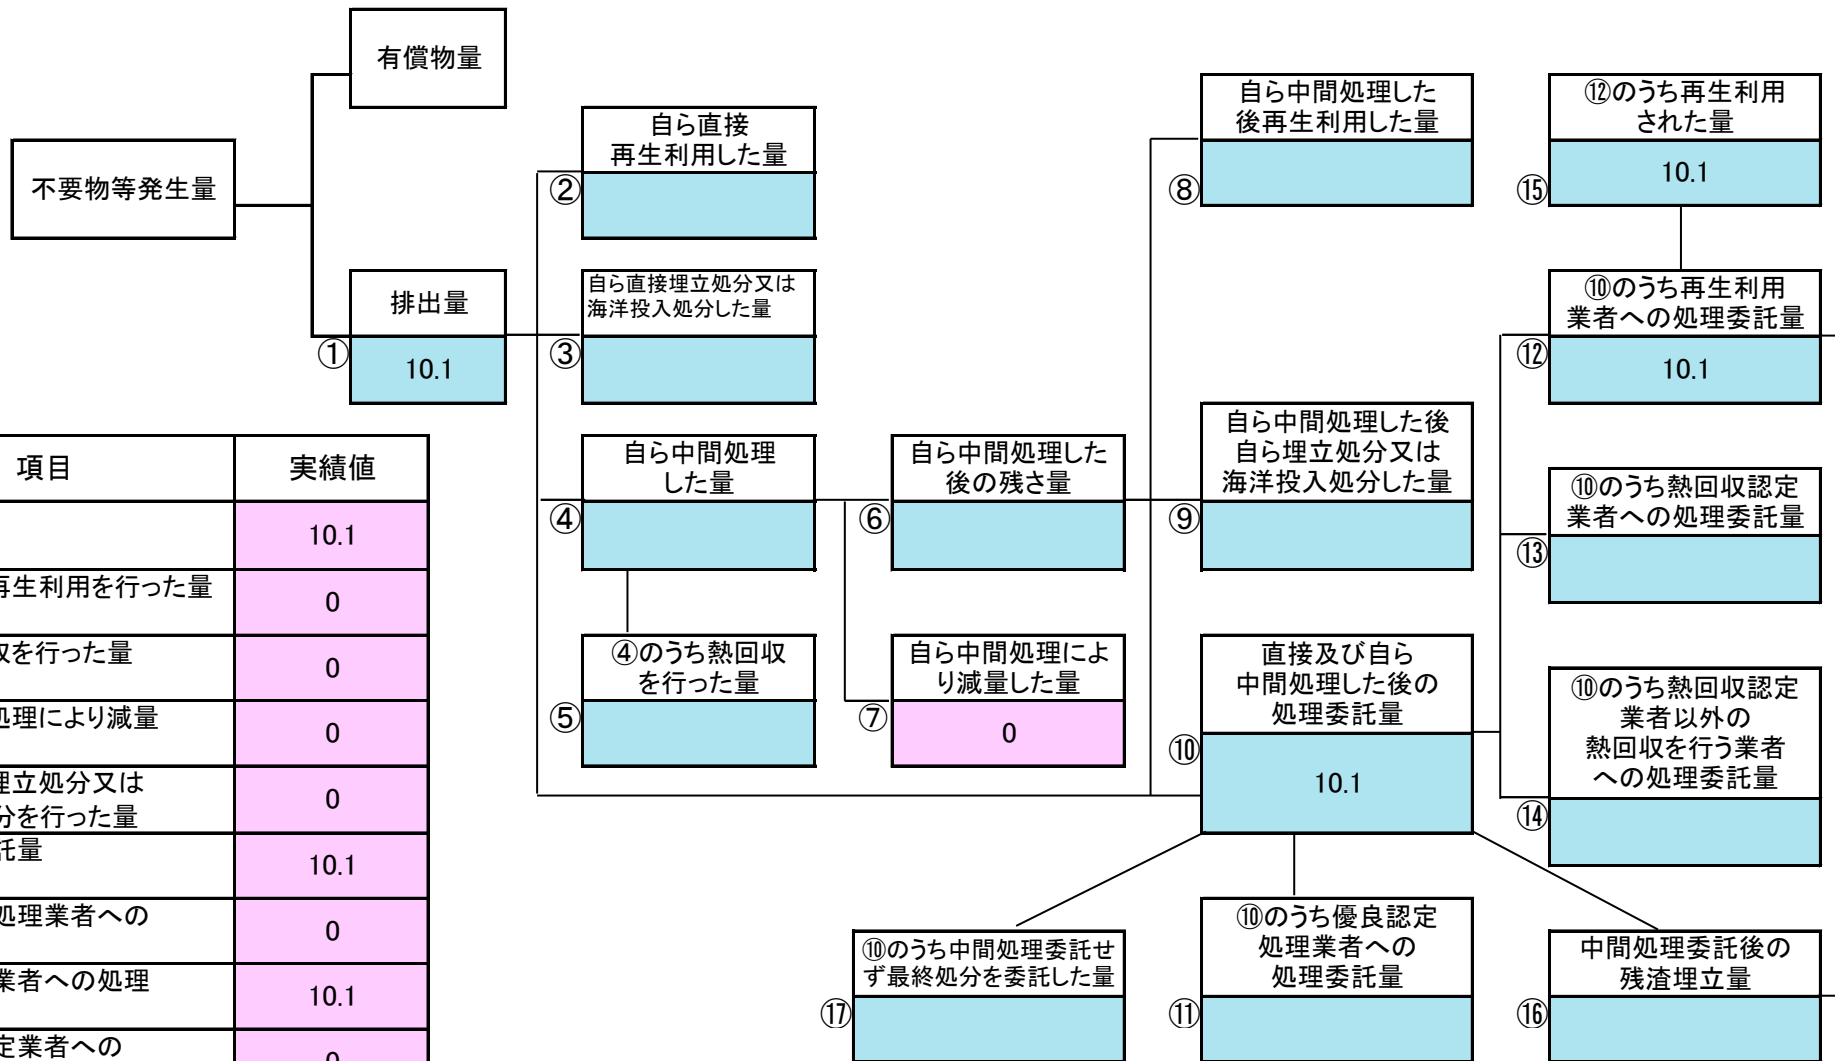 有償物量
不要物等発生量
排出量
①
10.1
自ら直接
再生利用した量
②
自ら直接埋立処分又は
海洋投入処分した量
③
自ら中間処理
した量
④
④のうち熱回収
を行った量
⑤
自ら中間処理した
後の残さ量
⑥
自ら中間処理によ
り減量した量
⑦
0
自ら中間処理した
後再生利用した量
⑧
自ら中間処理した後
自ら埋立処分又は
海洋投入処分した量
⑨
直接及び自ら
中間処理した後の
処理委託量
⑩
10.1
⑫のうち再生利用
された量
⑮
10.1
⑩のうち再生利用
業者への処理委託量
⑫
10.1
⑩のうち熱回収認定
業者への処理委託量
⑬
⑩のうち熱回収認定
業者以外の
熱回収を行う業者
への処理委託量
⑭
⑩のうち中間処理委託せ
ず最終処分を委託した量
⑰
⑩のうち優良認定
処理業者への
処理委託量
⑪
中間処理委託後の
残渣埋立量
⑯
項目
実績値
10.1
再生利用を行った量
0
収を行った量
0
処理により減量
0
埋立処分又は
分を行った量
0
託量
10.1
処理業者への
0
業者への処理
10.1
定業者への
0